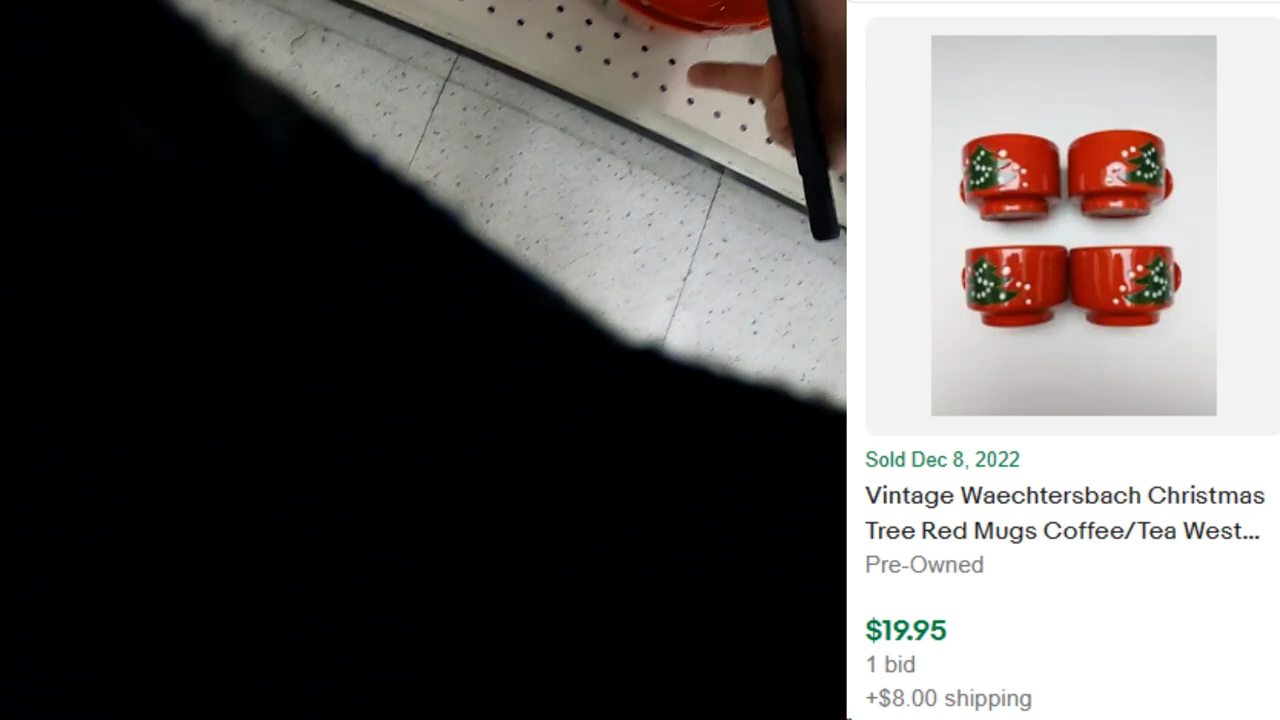 Sold Dec 8, 2022
Vintage Waechtersbach Christmas
Tree Red Mugs Coffee/Tea West...
Pre-Owned
$19.95
1 bid
+$8.00 shipping